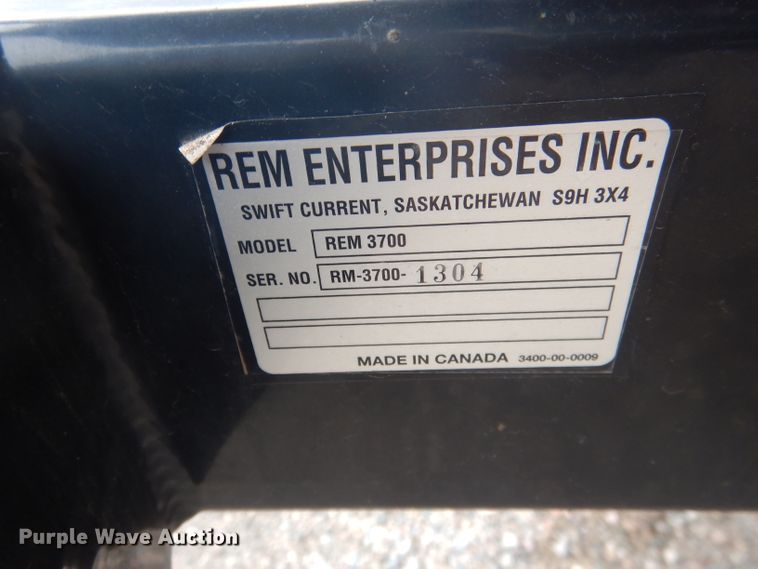 REM ENTERPRISES INC.
SWIFT CURRENT, SASKATCHEWAN S9H 3X4
MODEL REM 3700
SER. NO. RM-3700-1304
MADE IN CANADA 3400-00-0009
Purple Wave Auction